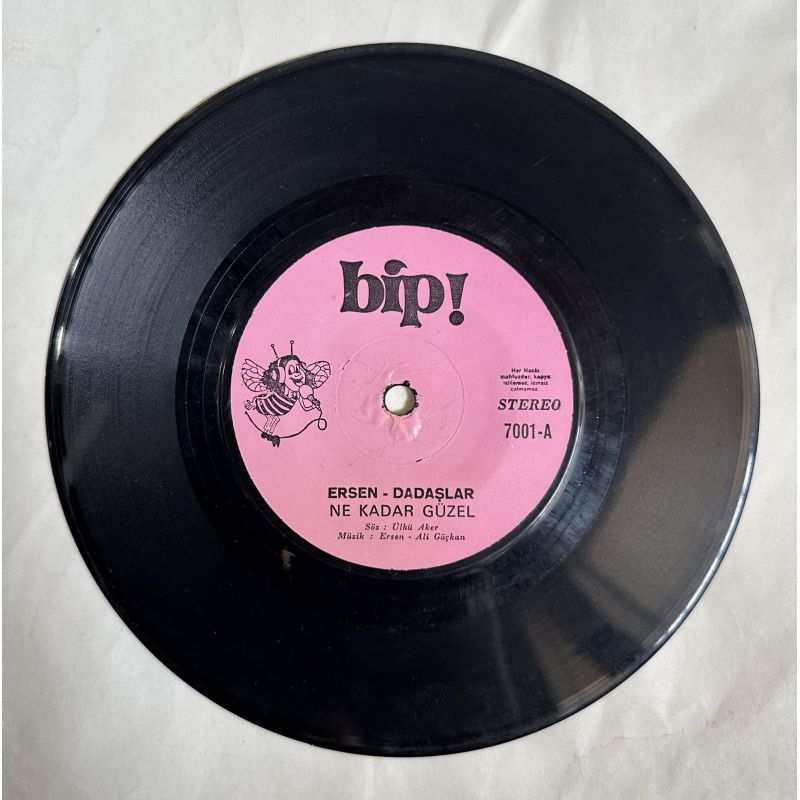 bip!
Her Hakkı
mahfuzdur, kopya
edilemez, izinsiz
çalınamaz.
STEREO
7001-A
ERSEN - DADAŞLAR
NE KADAR GÜZEL
Söz : Ülkü Aker
Müzik : Ersen - Ali Güçkan